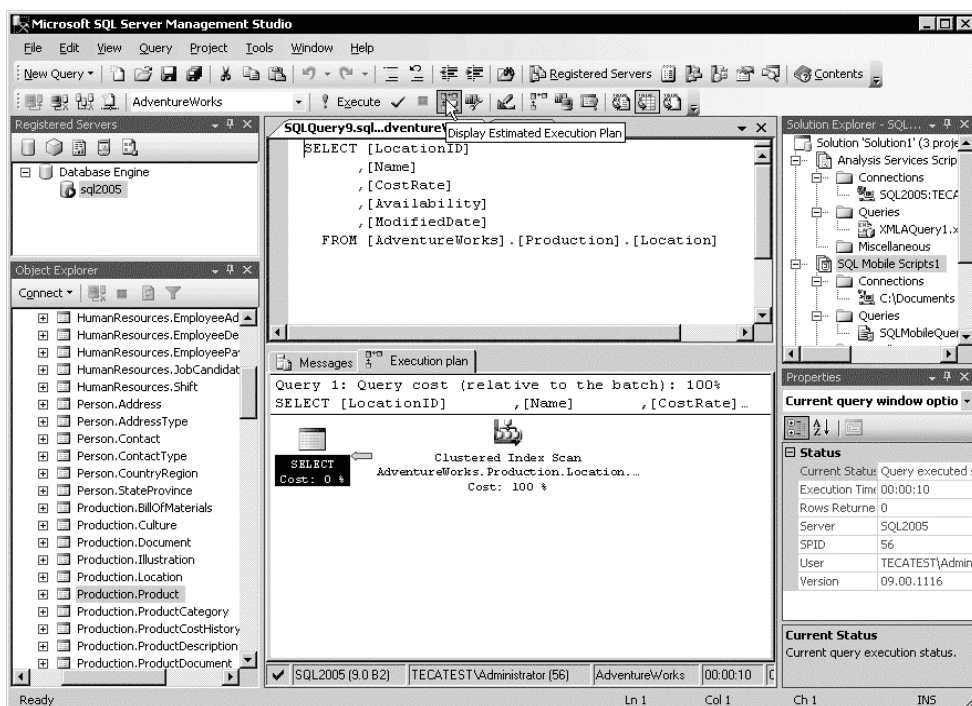 Microsoft SQL Server Management Studio
File Edit View Query Project Tools Window Help
New Query Registered Servers Contents
AdventureWorks Execute
Registered Servers
Database Engine
sql2005
Object Explorer
Connect
HumanResources.EmployeeAd
HumanResources.EmployeeDe
HumanResources.EmployeePa
HumanResources.JobCandidat
HumanResources.Shift
Person.Address
Person.AddressType
Person.Contact
Person.ContactType
Person.CountryRegion
Person.StateProvince
Production.BillOfMaterials
Production.Culture
Production.Document
Production.Illustration
Production.Location
Production.Product
Production.ProductCategory
Production.ProductCostHistory
Production.ProductDescription
Production.ProductDocument
SQLQuery9.sql...dventure
Display Estimated Execution Plan
SELECT [LocationID]
,[Name]
,[CostRate]
,[Availability]
,[ModifiedDate]
FROM [AdventureWorks].[Production].[Location]
Messages Execution plan
Query 1: Query cost (relative to the batch): 100%
SELECT [LocationID] ,[Name] ,[CostRate]…
SELECT
Cost: 0 %
Clustered Index Scan
AdventureWorks.Production.Location.…
Cost: 100 %
SQL2005 (9.0 B2) TECATEST\Administrator (56) AdventureWorks 00:00:10
Solution Explorer - SQL...
Solution 'Solution1' (3 proje
Analysis Services Scrip
Connections
SQL2005:TECA
Queries
XMLAQuery1.x
Miscellaneous
SQL Mobile Scripts1
Connections
C:\Documents
Queries
SQLMobileQuer
Properties
Current query window optio
Status
Current Status Query executed
Execution Time 00:00:10
Rows Returne 0
Server SQL2005
SPID 56
User TECATEST\Admin
Version 09.00.1116
Current Status
Current query execution status.
Ready Ln 1 Col 1 Ch 1 INS